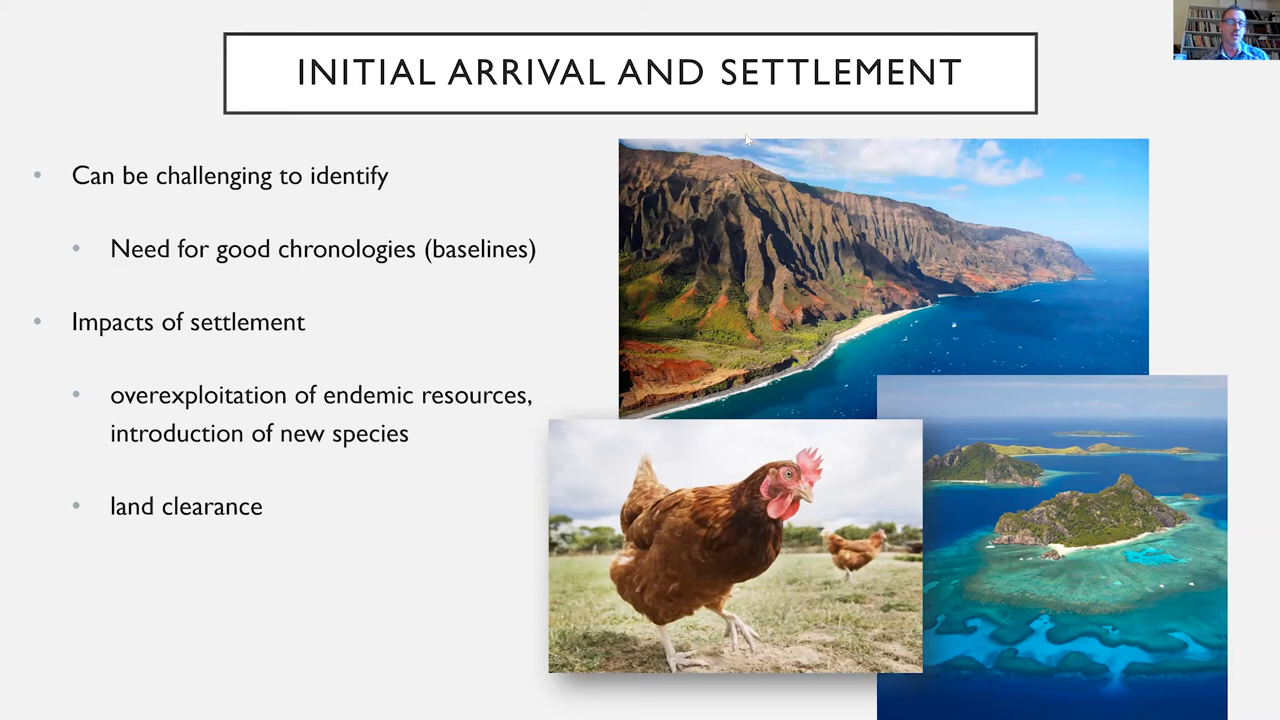 INITIAL ARRIVAL AND SETTLEMENT
• Can be challenging to identify
• Need for good chronologies (baselines)
• Impacts of settlement
• overexploitation of endemic resources,
introduction of new species
• land clearance